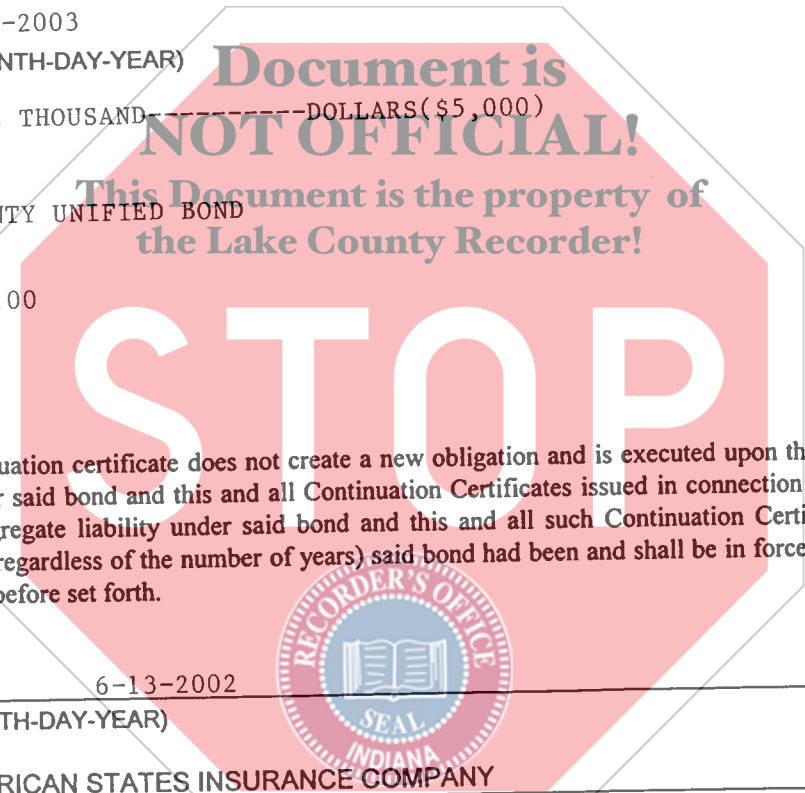 -2003
NTH-DAY-YEAR)
Document is
THOUSAND-----------DOLLARS($5,000)
NOT OFFICIAL!
This Document is the property of
NTY UNIFIED BOND
the Lake County Recorder!
00
STOP
uation certificate does not create a new obligation and is executed upon th
r said bond and this and all Continuation Certificates issued in connection
regate liability under said bond and this and all such Continuation Certi
regardless of the number of years) said bond had been and shall be in force
before set forth.
RECORDER'S OFFICE
6-13-2002
TH-DAY-YEAR)
SEAL
INDIANA
RICAN STATES INSURANCE COMPANY